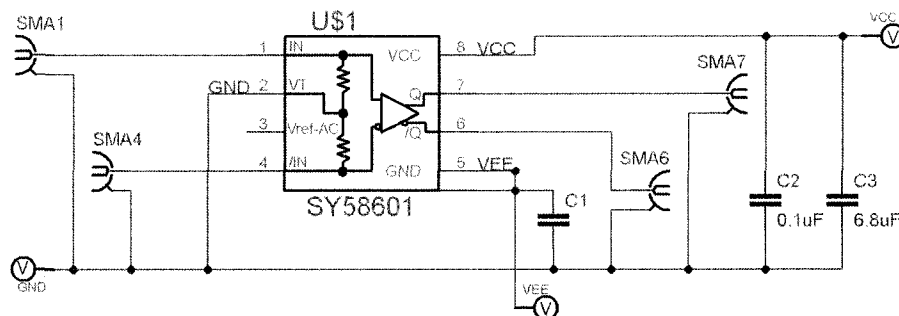 SMA1
U$1
1 IN
VCC 8 VCC
VCC
V
SMA7
GND 2 VT
Q 7
3 Vref-AC
/Q 6
SMA4
4 /IN
GND 5 VEE
SMA6
SY58601
C1
C2
0.1uF
C3
6.8uF
V
GND
VEE
V